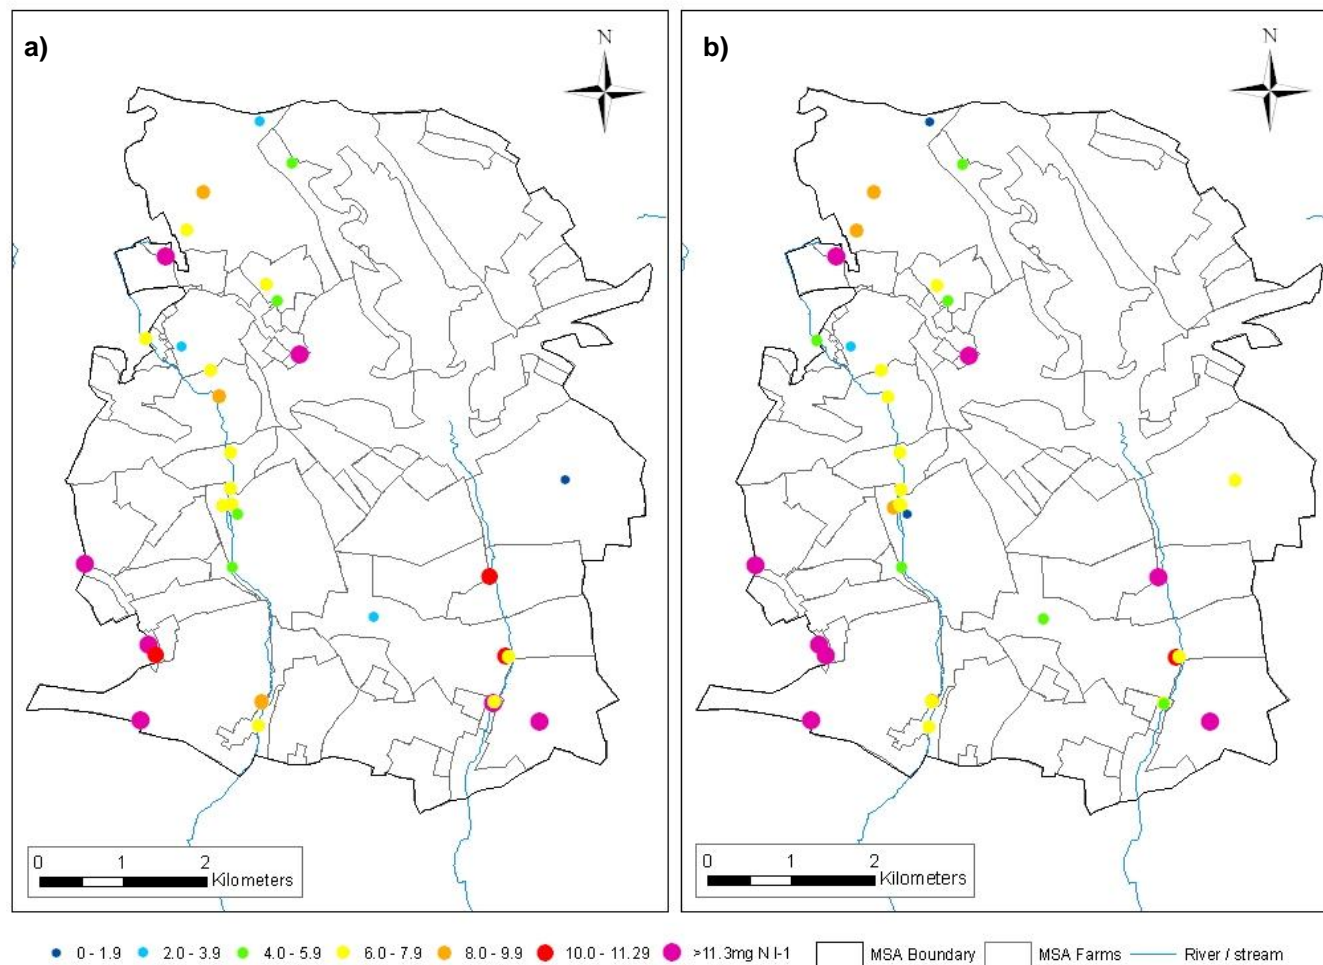 a)
N
b)
N
0 1 2
Kilometers
0 1 2
Kilometers
0 - 1.9 2.0 - 3.9 4.0 - 5.9 6.0 - 7.9 8.0 - 9.9 10.0 - 11.29 >11.3mg N l-1 MSA Boundary MSA Farms River / stream